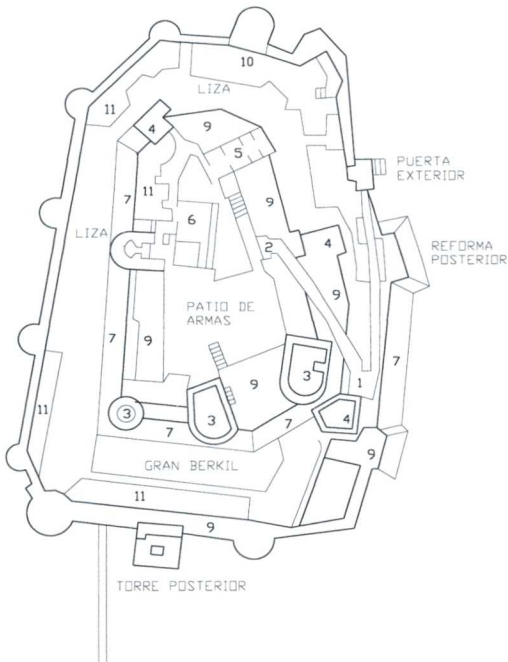 10
LIZA
11
4
9
5
PUERTA
EXTERIOR
7
11
9
6
LIZA
2
4
REFORMA
POSTERIOR
PATIO DE
ARMAS
9
7
9
7
3
9
1
11
3
3
4
7
7
9
GRAN BERKIL
11
9
TORRE POSTERIOR